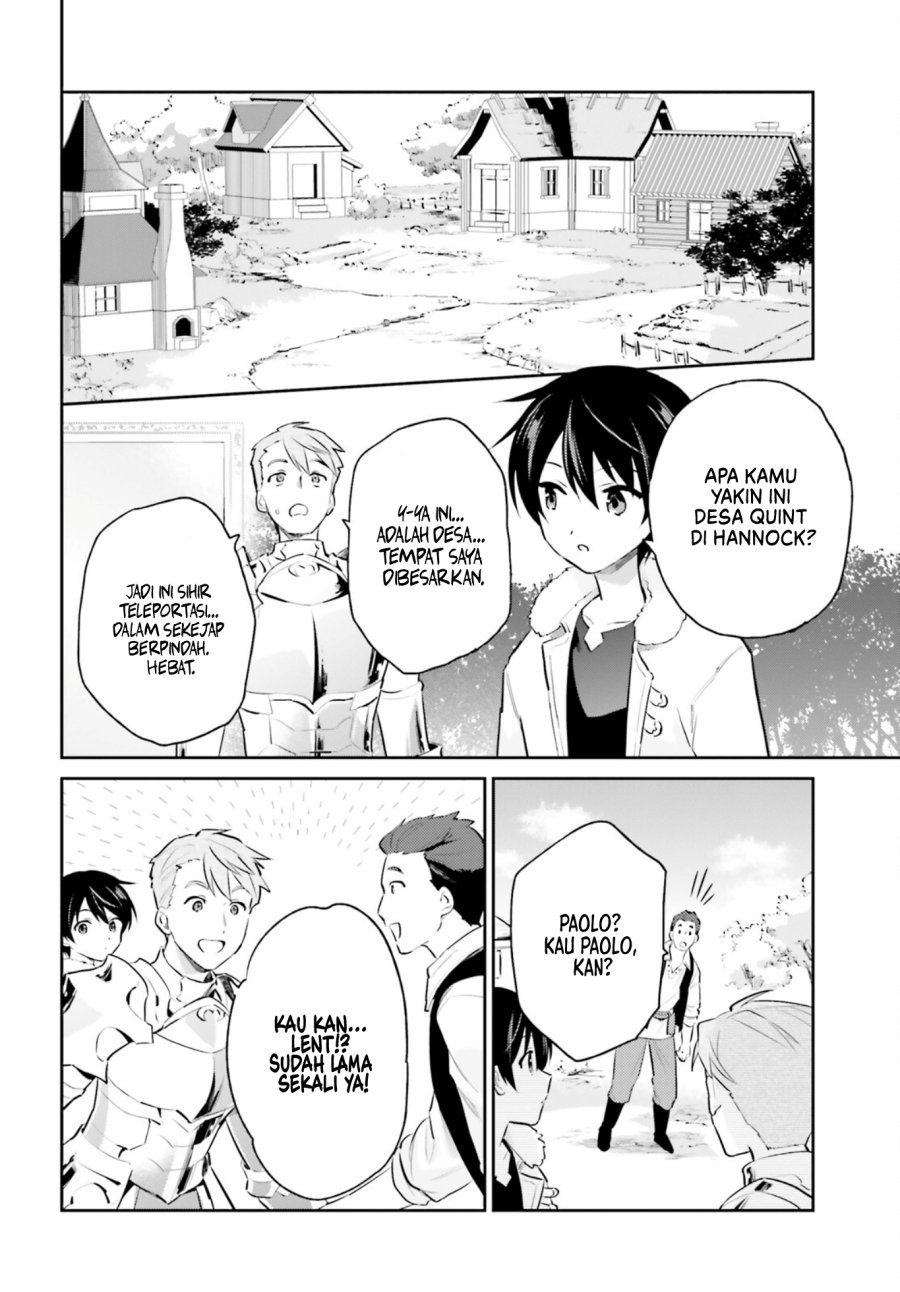 APA KAMU
YAKIN INI
DESA QUINT
DI HANNOCK?
Y-YA INI...
ADALAH DESA...
TEMPAT SAYA
DIBESARKAN.
JADI INI SIHIR
TELEPORTASI...
DALAM SEKEJAP
BERPINDAH.
HEBAT.
PAOLO?
KAU PAOLO,
KAN?
KAU KAN...
LENT!?
SUDAH LAMA
SEKALI YA!